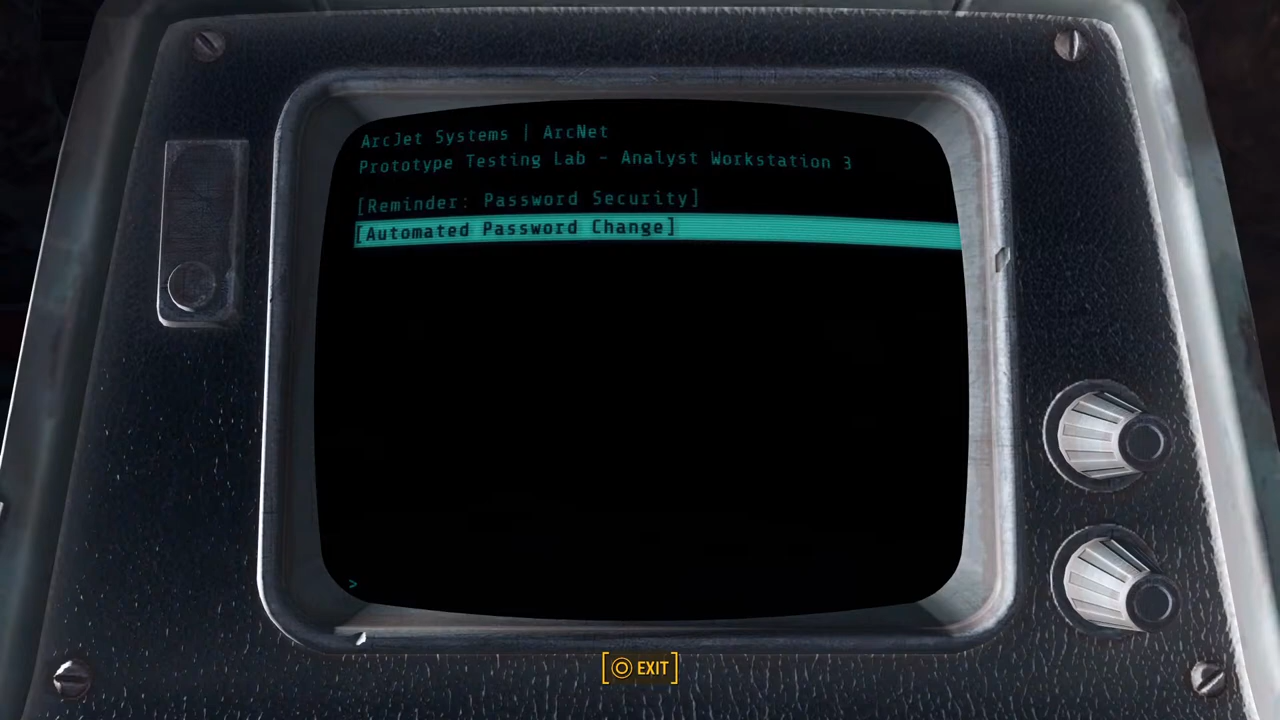 ArcJet Systems | ArcNet
Prototype Testing Lab - Analyst Workstation 3
[Reminder: Password Security]
[Automated Password Change]
>
[EXIT]